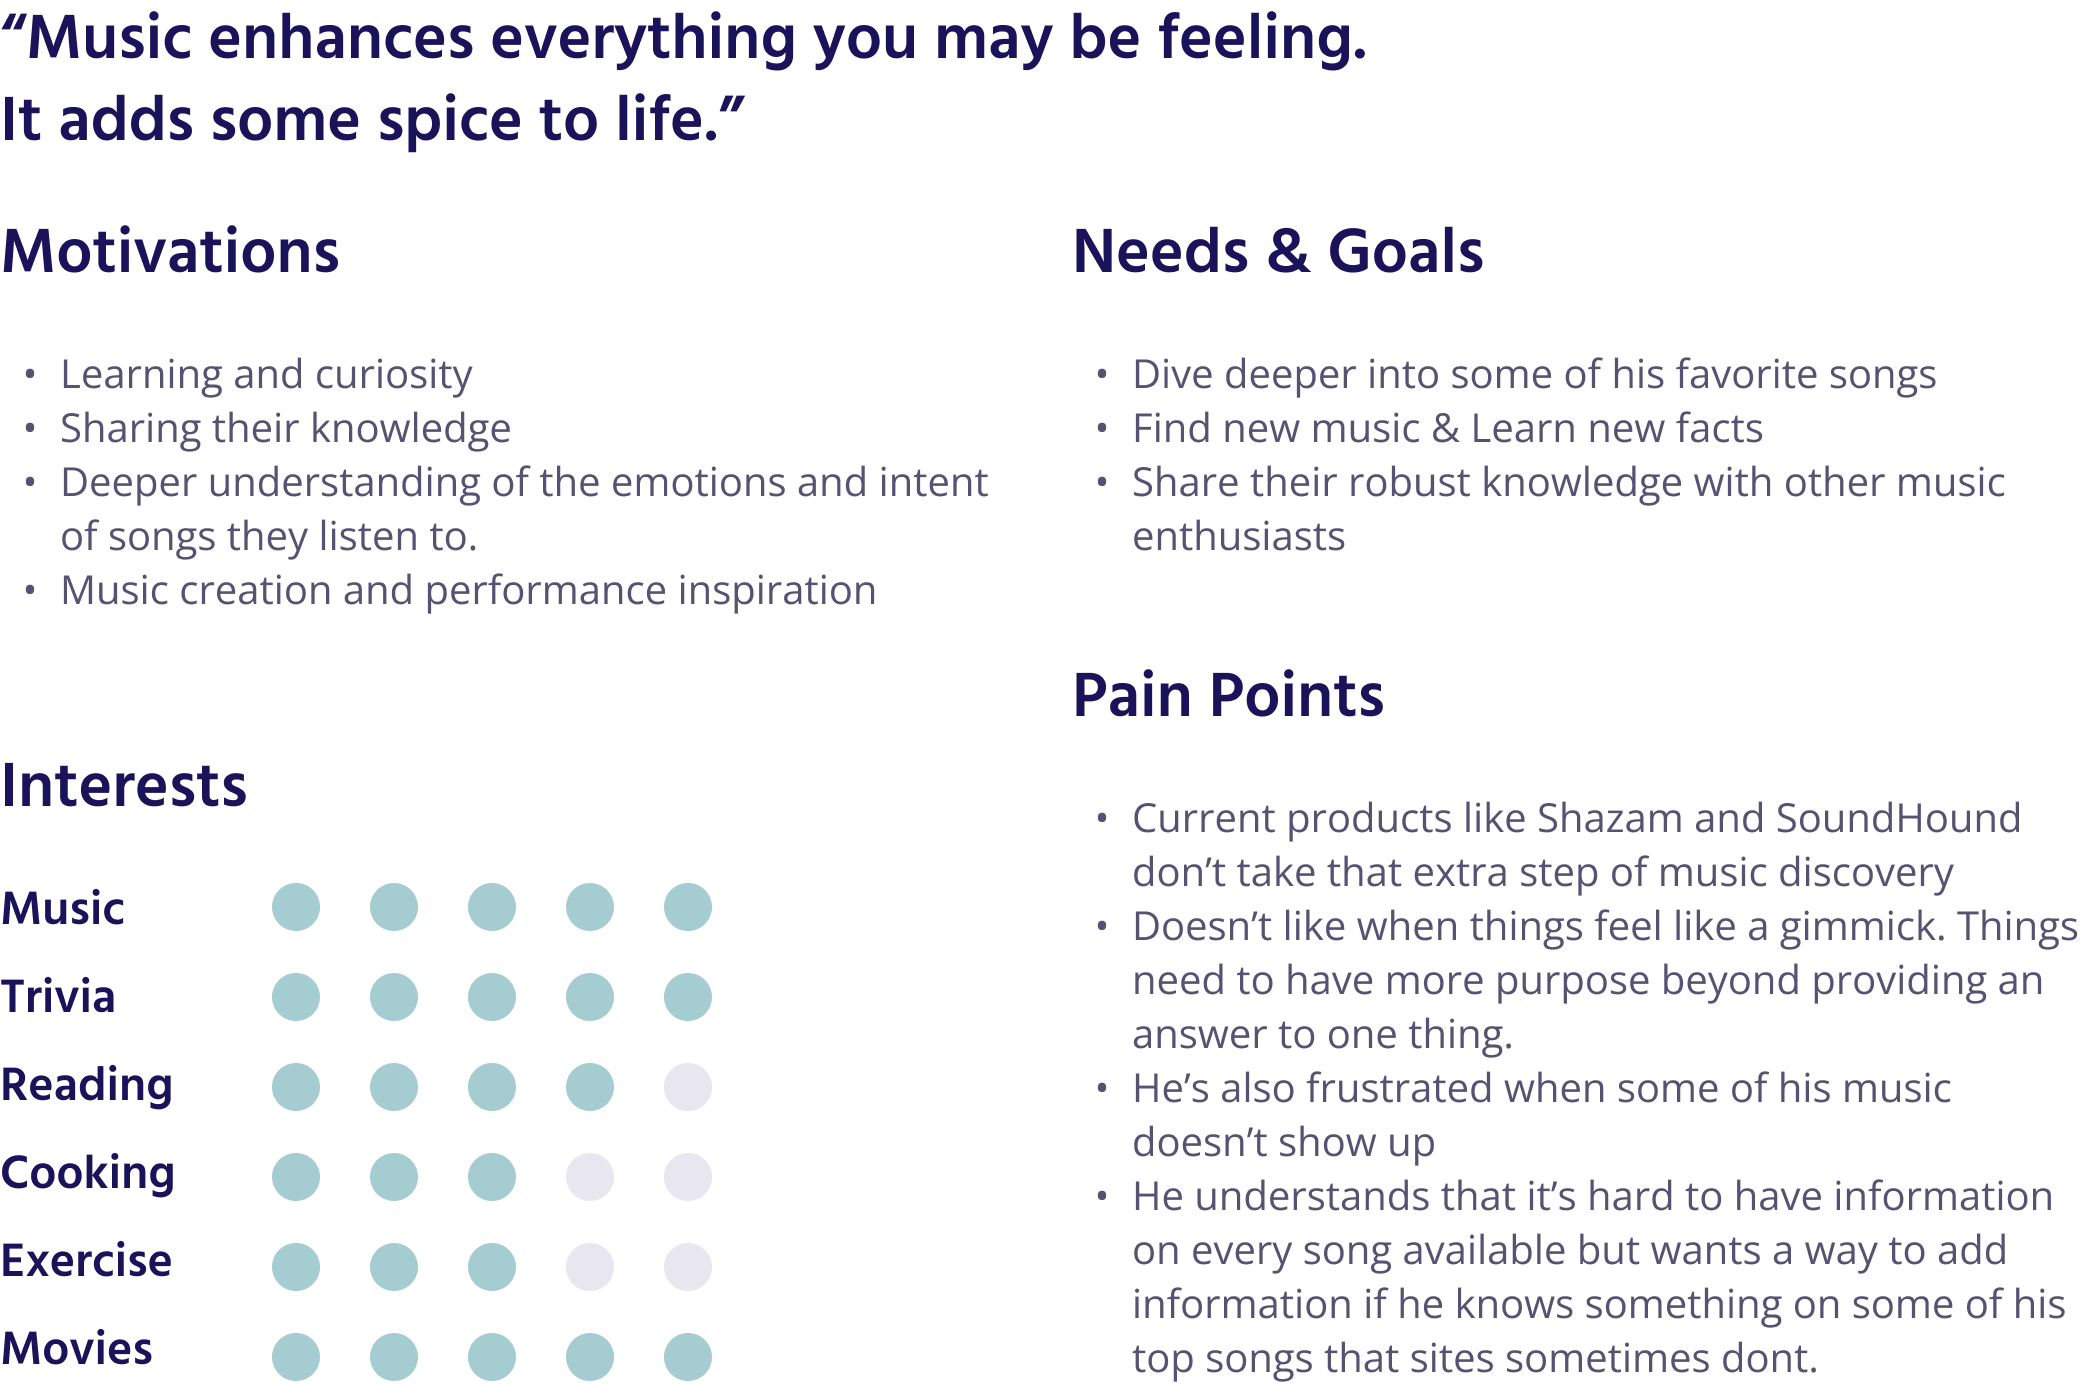 “Music enhances everything you may be feeling.
It adds some spice to life.”
Motivations
• Learning and curiosity
• Sharing their knowledge
• Deeper understanding of the emotions and intent
of songs they listen to.
• Music creation and performance inspiration
Interests
Music
Trivia
Reading
Cooking
Exercise
Movies
Needs & Goals
• Dive deeper into some of his favorite songs
• Find new music & Learn new facts
• Share their robust knowledge with other music
enthusiasts
Pain Points
• Current products like Shazam and SoundHound
don’t take that extra step of music discovery
• Doesn’t like when things feel like a gimmick. Things
need to have more purpose beyond providing an
answer to one thing.
• He’s also frustrated when some of his music
doesn’t show up
• He understands that it’s hard to have information
on every song available but wants a way to add
information if he knows something on some of his
top songs that sites sometimes dont.